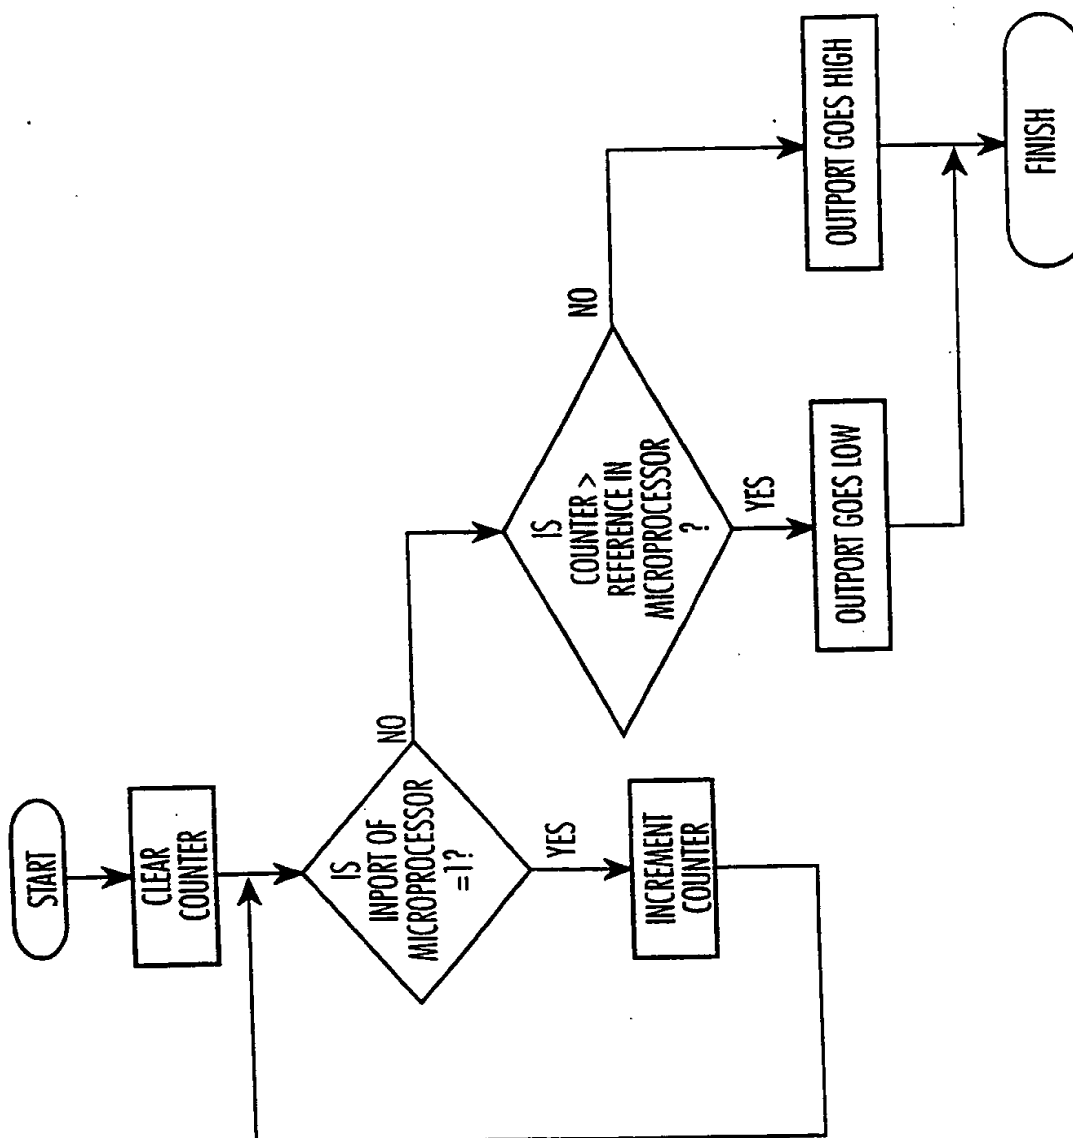 START
CLEAR
COUNTER
IS
INPORT OF
MICROPROCESSOR
=1?
NO
YES
INCREMENT
COUNTER
IS
COUNTER >
REFERENCE IN
MICROPROCESSOR
?
NO
YES
OUTPORT GOES LOW
OUTPORT GOES HIGH
FINISH